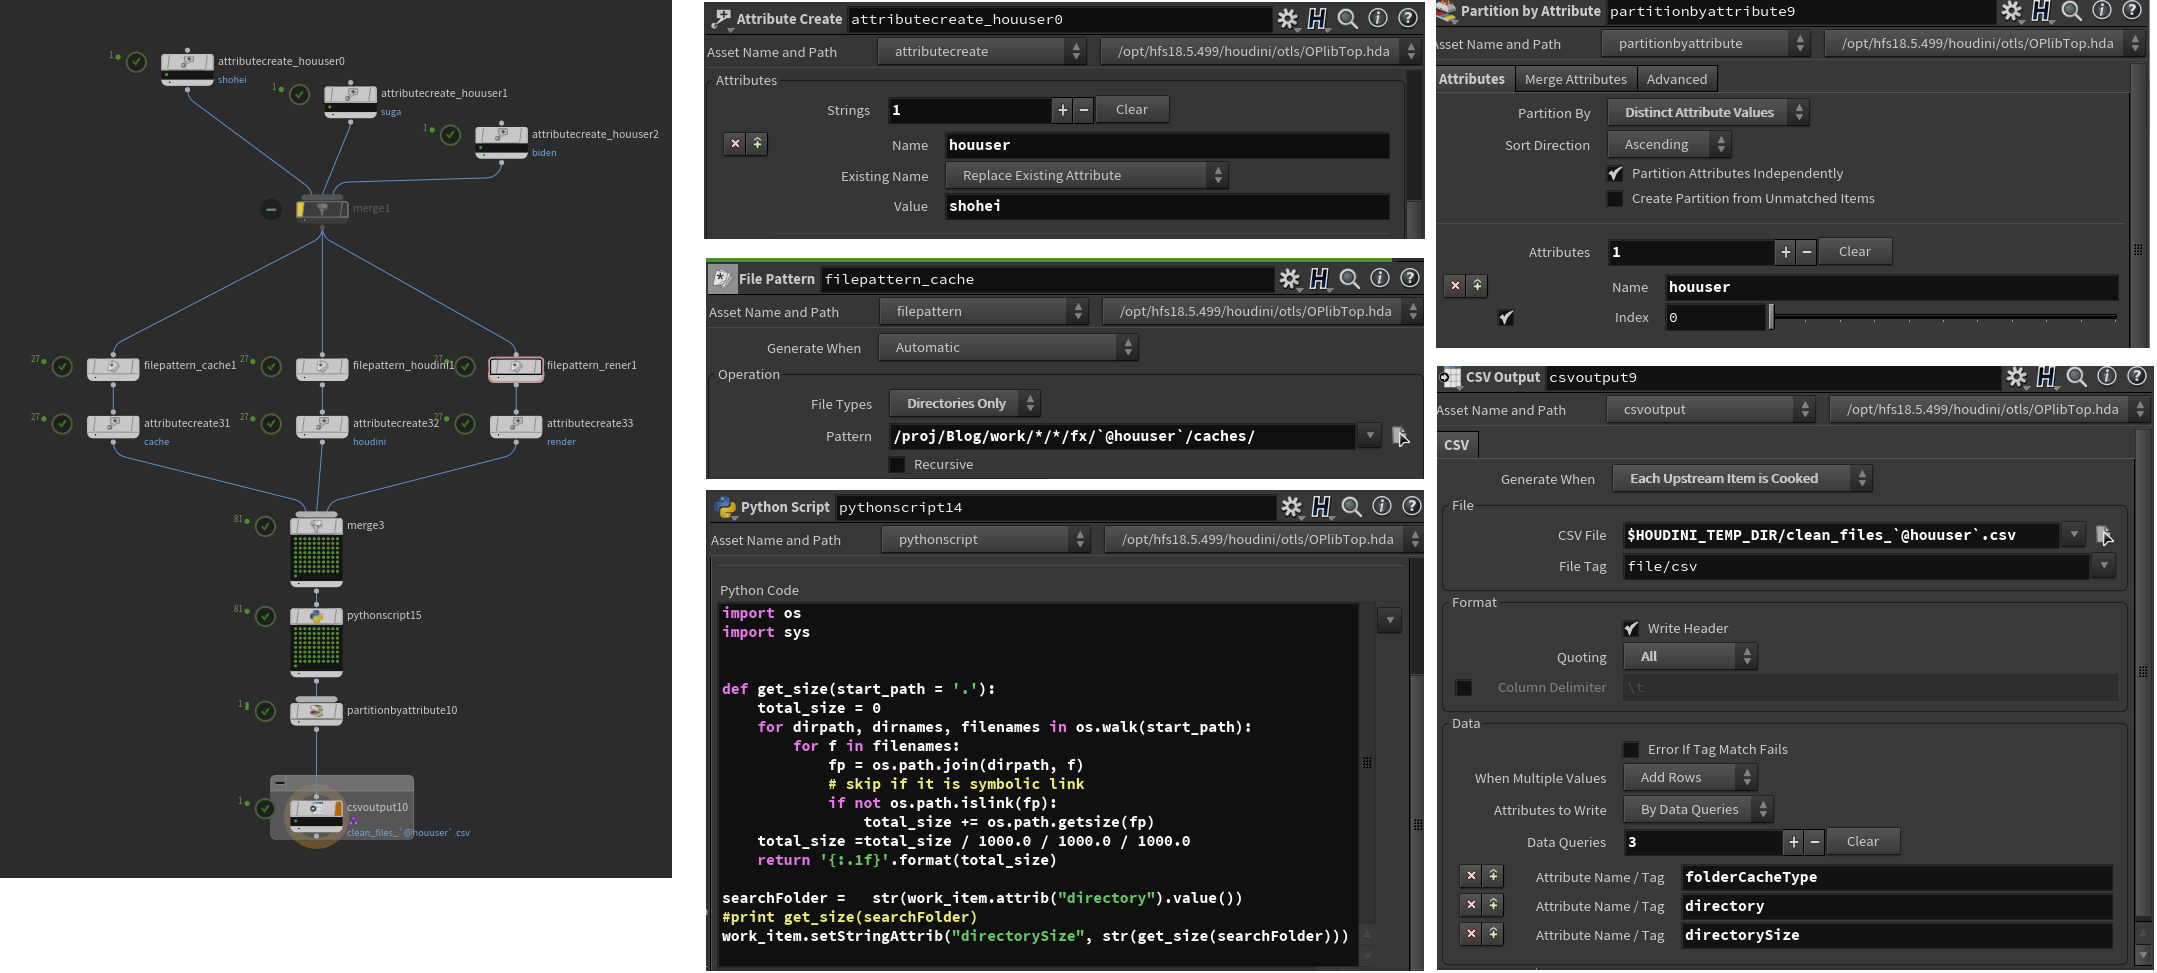 1
attributecreate_houuser0
shohei
1
attributecreate_houuser1
suga
1
attributecreate_houuser2
biden
merge1
27
filepattern_cache1
27
filepattern_houdini1
27
filepattern_rener1
27
attributecreate31
cache
27
attributecreate32
houdini
27
attributecreate33
render
81
merge3
81
pythonscript15
1
partitionbyattribute10
1
csvoutput10
clean_files_`@houuser`.csv
Attribute Create attributecreate_houuser0
Asset Name and Path attributecreate /opt/hfs18.5.499/houdini/otls/OPlibTop.hda
Attributes
Strings 1 + − Clear
Name houuser
Existing Name Replace Existing Attribute
Value shohei
File Pattern filepattern_cache
Asset Name and Path filepattern /opt/hfs18.5.499/houdini/otls/OPlibTop.hda
Generate When Automatic
Operation
File Types Directories Only
Pattern /proj/Blog/work/*/*/fx/`@houuser`/caches/
Recursive
Python Script pythonscript14
Asset Name and Path pythonscript /opt/hfs18.5.499/houdini/otls/OPlibTop.hda
Python Code
import os
import sys
def get_size(start_path = '.'):
total_size = 0
for dirpath, dirnames, filenames in os.walk(start_path):
for f in filenames:
fp = os.path.join(dirpath, f)
# skip if it is symbolic link
if not os.path.islink(fp):
total_size += os.path.getsize(fp)
total_size =total_size / 1000.0 / 1000.0 / 1000.0
return '{:.1f}'.format(total_size)
searchFolder =   str(work_item.attrib("directory").value())
#print get_size(searchFolder)
work_item.setStringAttrib("directorySize", str(get_size(searchFolder)))
Partition by Attribute partitionbyattribute9
Asset Name and Path partitionbyattribute /opt/hfs18.5.499/houdini/otls/OPlibTop.hda
Attributes Merge Attributes Advanced
Partition By Distinct Attribute Values
Sort Direction Ascending
Partition Attributes Independently
Create Partition from Unmatched Items
Attributes 1 + − Clear
Name houuser
Index 0
CSV Output csvoutput9
Asset Name and Path csvoutput /opt/hfs18.5.499/houdini/otls/OPlibTop.hda
CSV
Generate When Each Upstream Item is Cooked
File
CSV File $HOUDINI_TEMP_DIR/clean_files_`@houuser`.csv
File Tag file/csv
Format
Write Header
Quoting All
Column Delimiter \t
Data
Error If Tag Match Fails
When Multiple Values Add Rows
Attributes to Write By Data Queries
Data Queries 3 + − Clear
Attribute Name / Tag folderCacheType
Attribute Name / Tag directory
Attribute Name / Tag directorySize